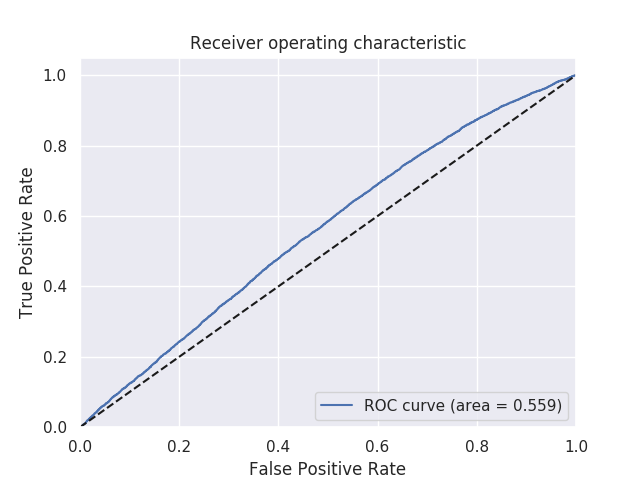 Receiver operating characteristic
True Positive Rate
1.0
0.8
0.6
0.4
0.2
0.0
ROC curve (area = 0.559)
0.0 0.2 0.4 0.6 0.8 1.0
False Positive Rate